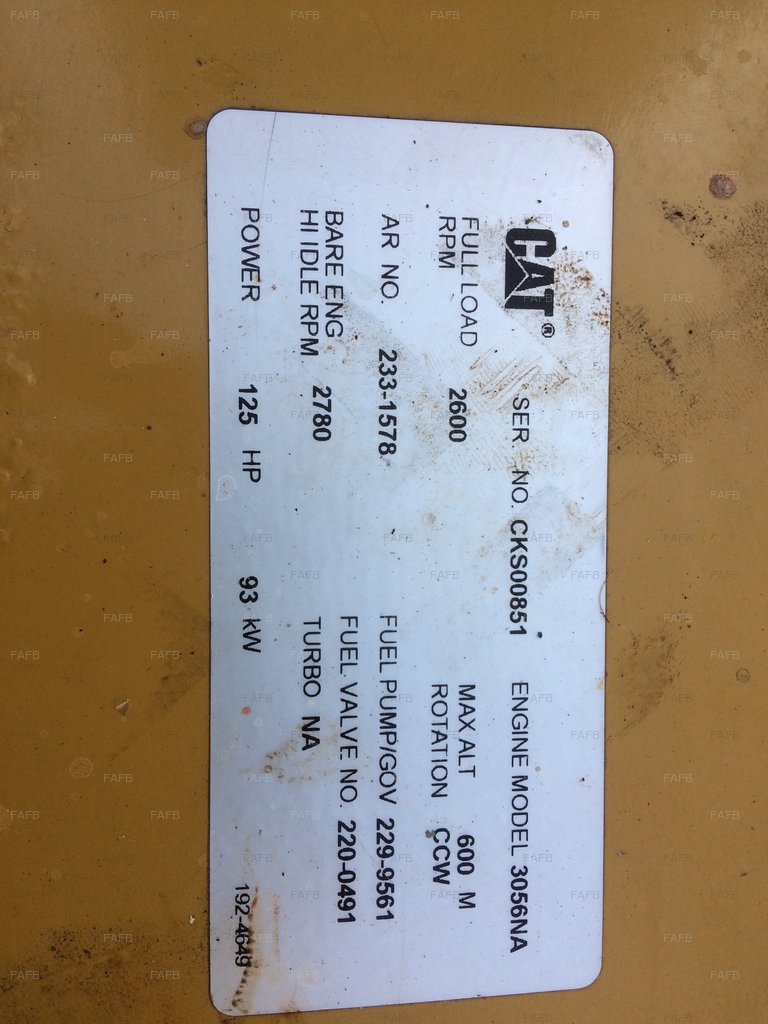 CAT® SER. NO. CKS00851 ENGINE MODEL 3056NA
FULL LOAD RPM 2600 MAX ALT 600 M
ROTATION CCW
AR NO. 233-1578 FUEL PUMP/GOV 229-9561
BARE ENG HI IDLE RPM 2780 FUEL VALVE NO. 220-0491
TURBO NA
POWER 125 HP 93 kW
192-4649
FAFB